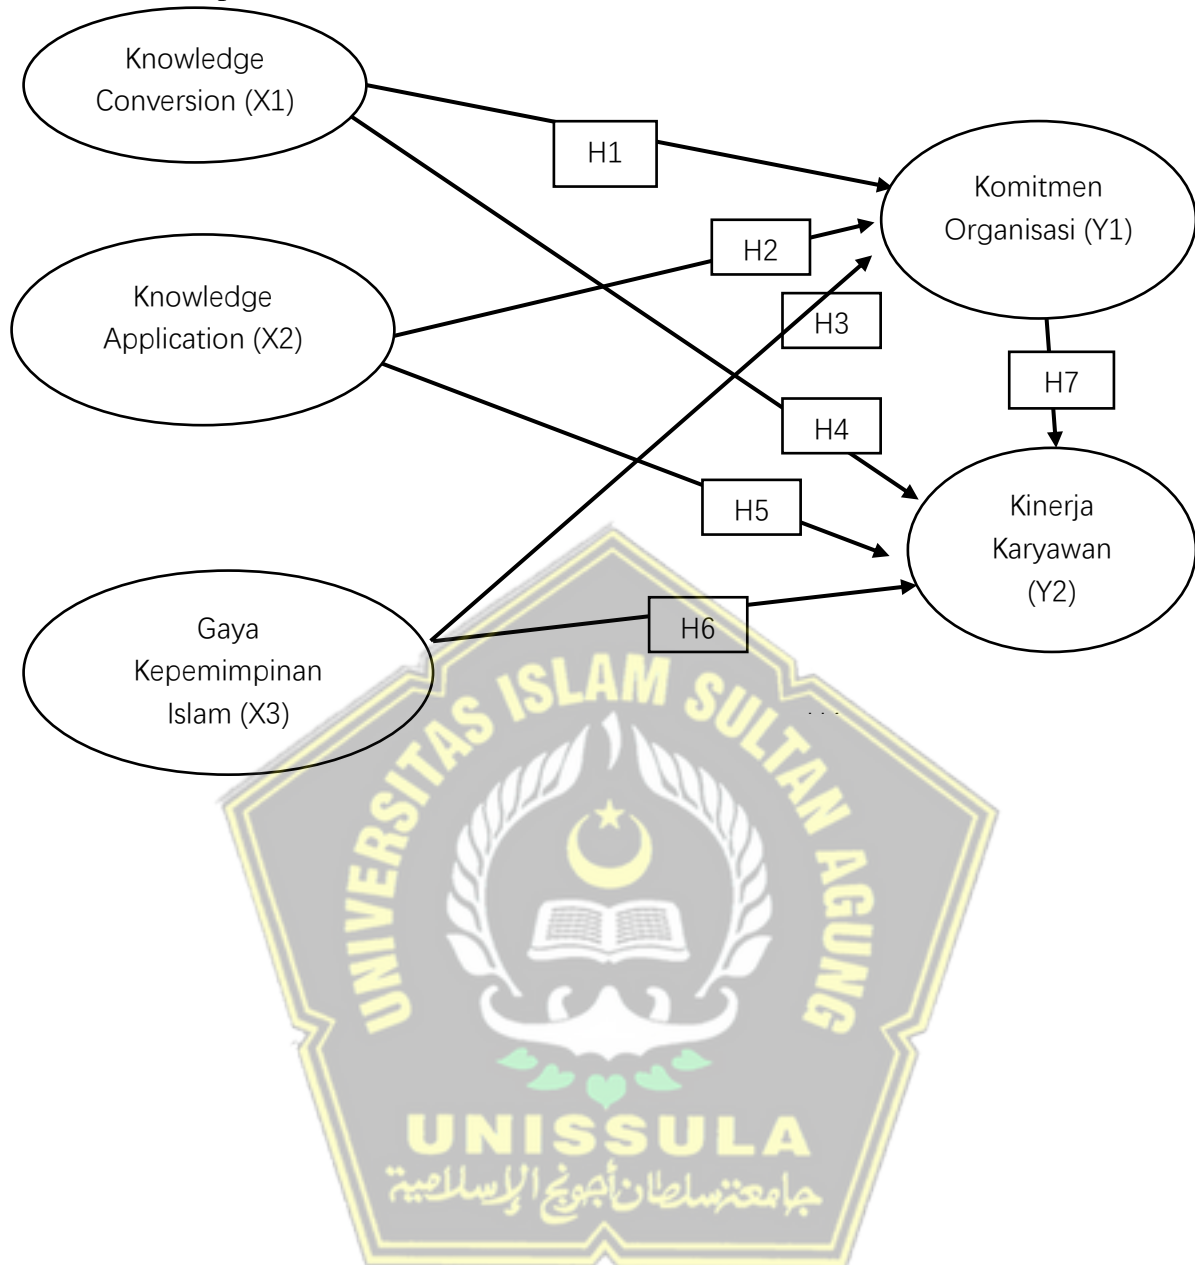 Knowledge
Conversion (X1)
H1
Komitmen
Organisasi (Y1)
H2
Knowledge
Application (X2)
H3
H7
H4
H5
Kinerja
Karyawan
(Y2)
Gaya
Kepemimpinan
Islam (X3)
H6
UNIVERSITAS ISLAM SULTAN AGUNG
UNISSULA
جامعة سلطان أجونج الإسلامية